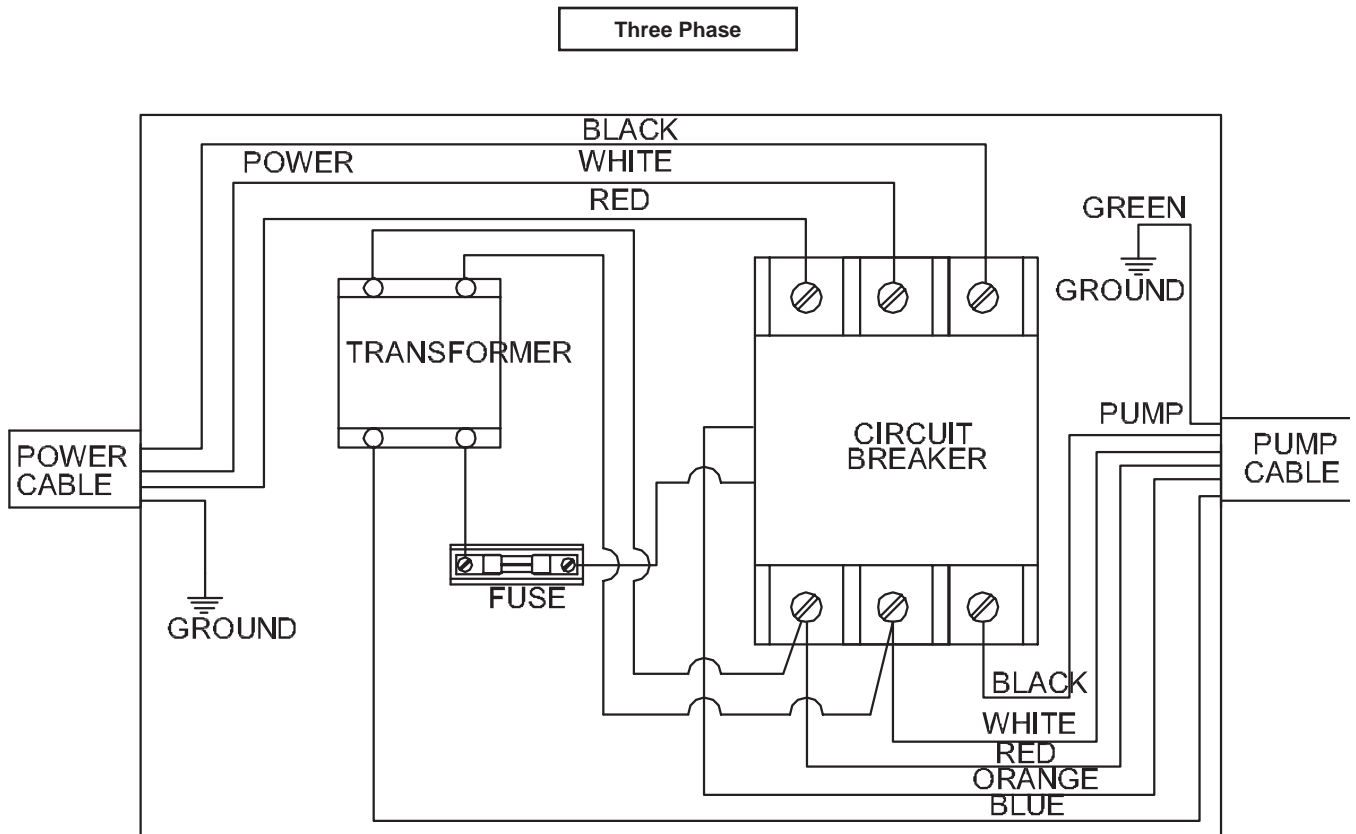 Three Phase
BLACK
POWER
WHITE
RED
GREEN
GROUND
TRANSFORMER
PUMP
CIRCUIT
BREAKER
POWER
CABLE
PUMP
CABLE
FUSE
GROUND
BLACK
WHITE
RED
ORANGE
BLUE